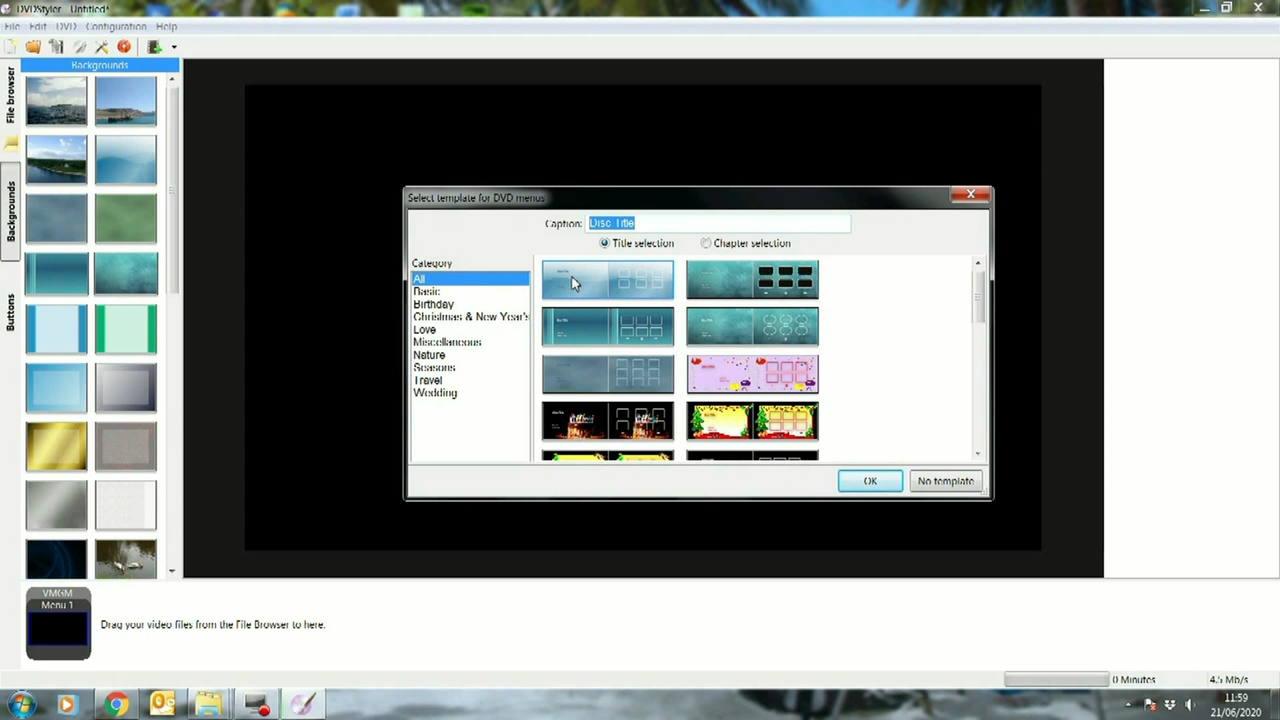 DVDStyler - Untitled*
File Edit DVD Configuration Help
Backgrounds
File browser
Backgrounds
Buttons
Select template for DVD menus
Caption: Disc Title
Title selection Chapter selection
Category
All
Basic
Birthday
Christmas & New Year's
Love
Miscellaneous
Nature
Seasons
Travel
Wedding
OK No template
VMGM
Menu 1
Drag your video files from the File Browser to here.
0 Minutes 4.5 Mb/s
11:59
21/06/2020